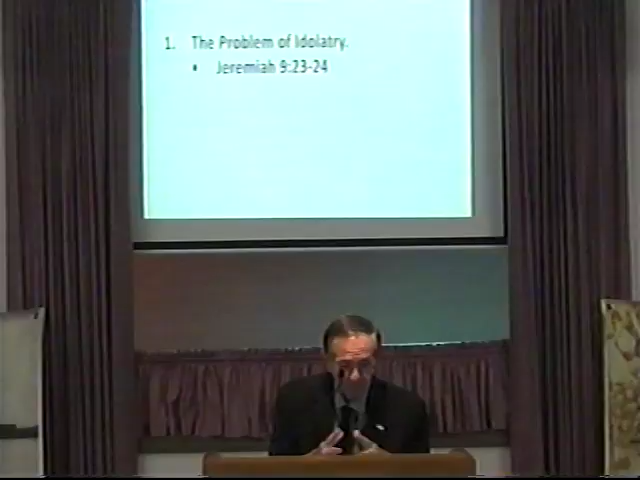 1. The Problem of Idolatry.
• Jeremiah 9:23-24